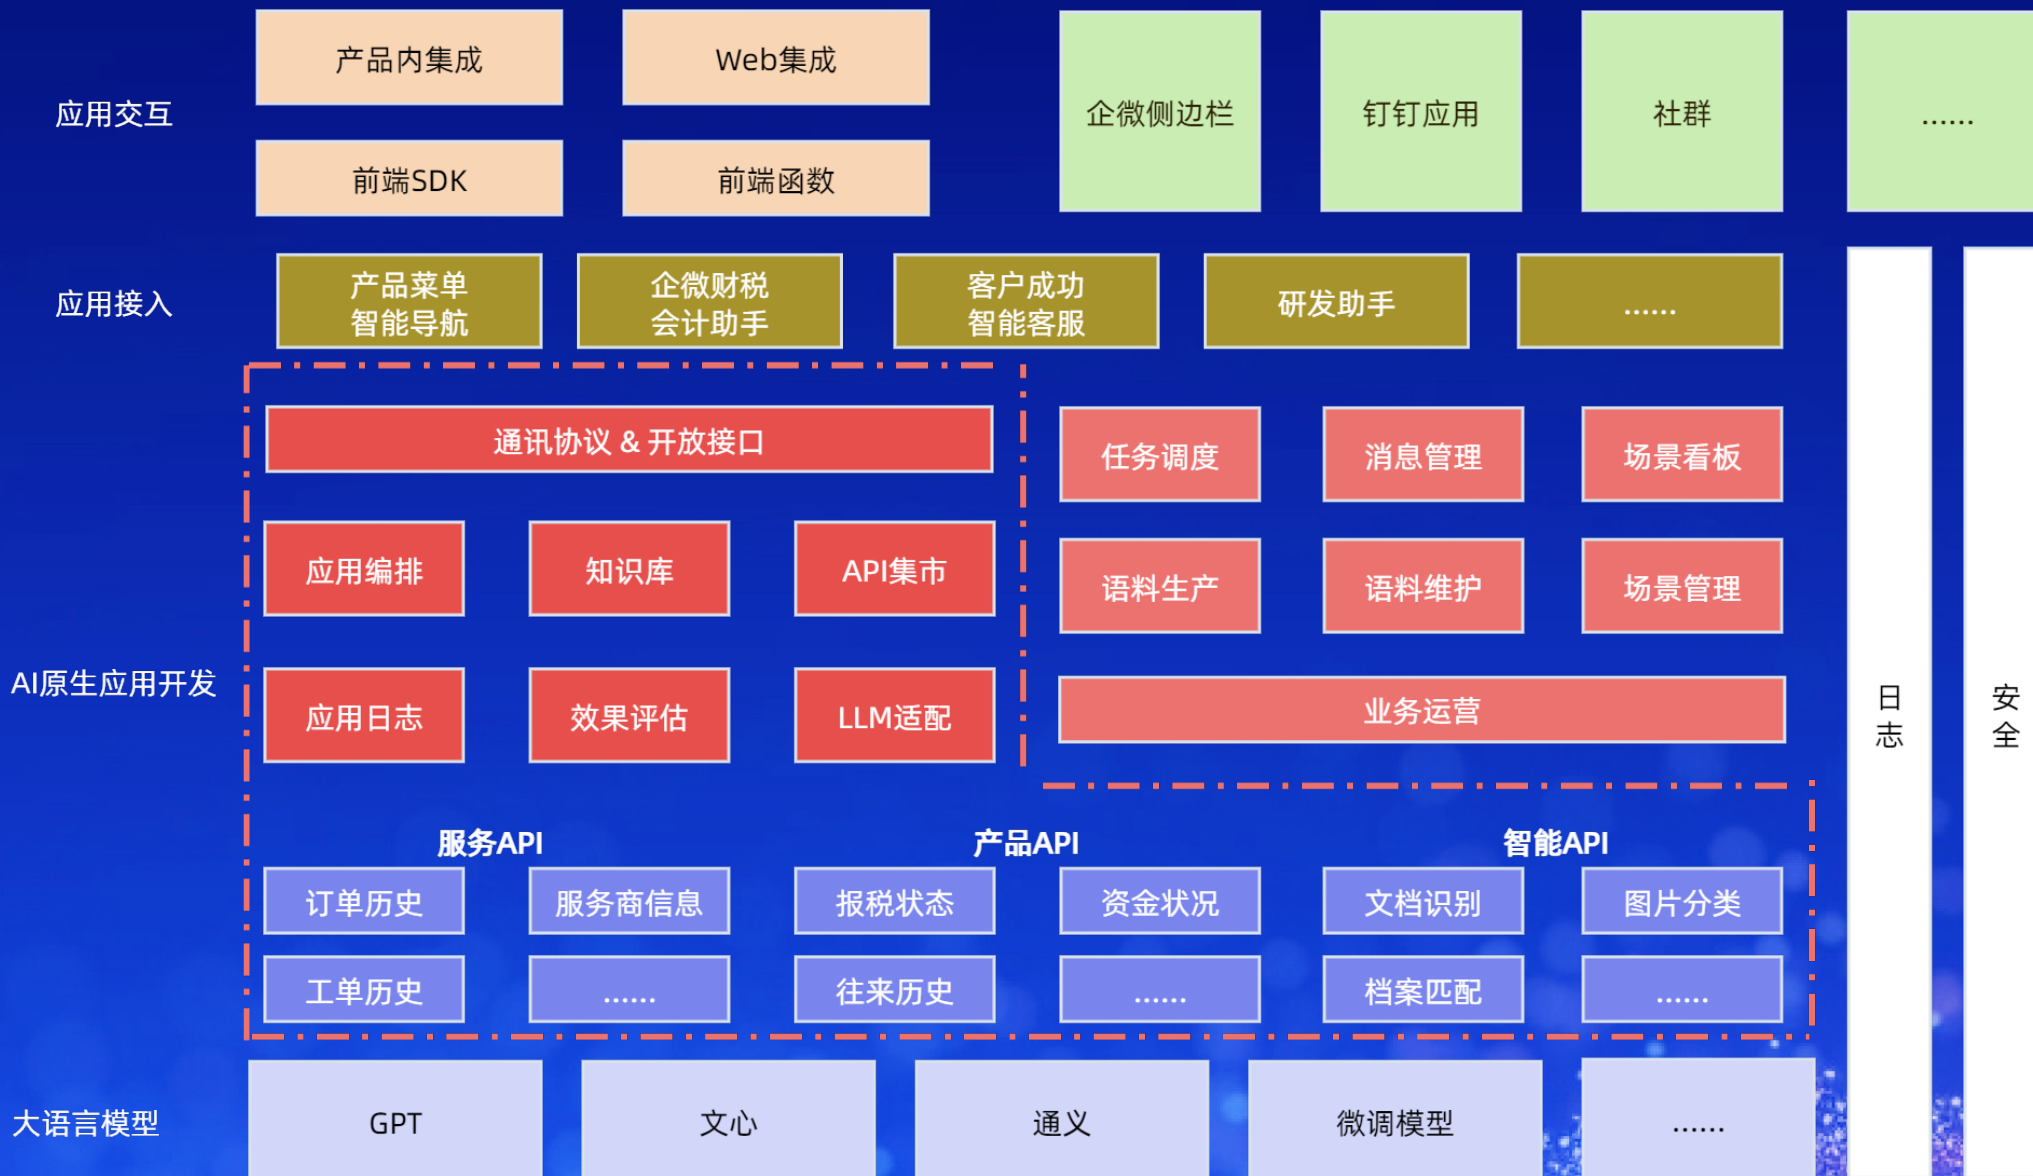 应用交互
产品内集成
Web集成
前端SDK
前端函数
企微侧边栏
钉钉应用
社群
......
应用接入
产品菜单
智能导航
企微财税
会计助手
客户成功
智能客服
研发助手
......
AI原生应用开发
通讯协议 & 开放接口
应用编排
知识库
API集市
应用日志
效果评估
LLM适配
任务调度
消息管理
场景看板
语料生产
语料维护
场景管理
业务运营
服务API
产品API
智能API
订单历史
服务商信息
报税状态
资金状况
文档识别
图片分类
工单历史
......
往来历史
......
档案匹配
......
大语言模型
GPT
文心
通义
微调模型
......
日志
安全